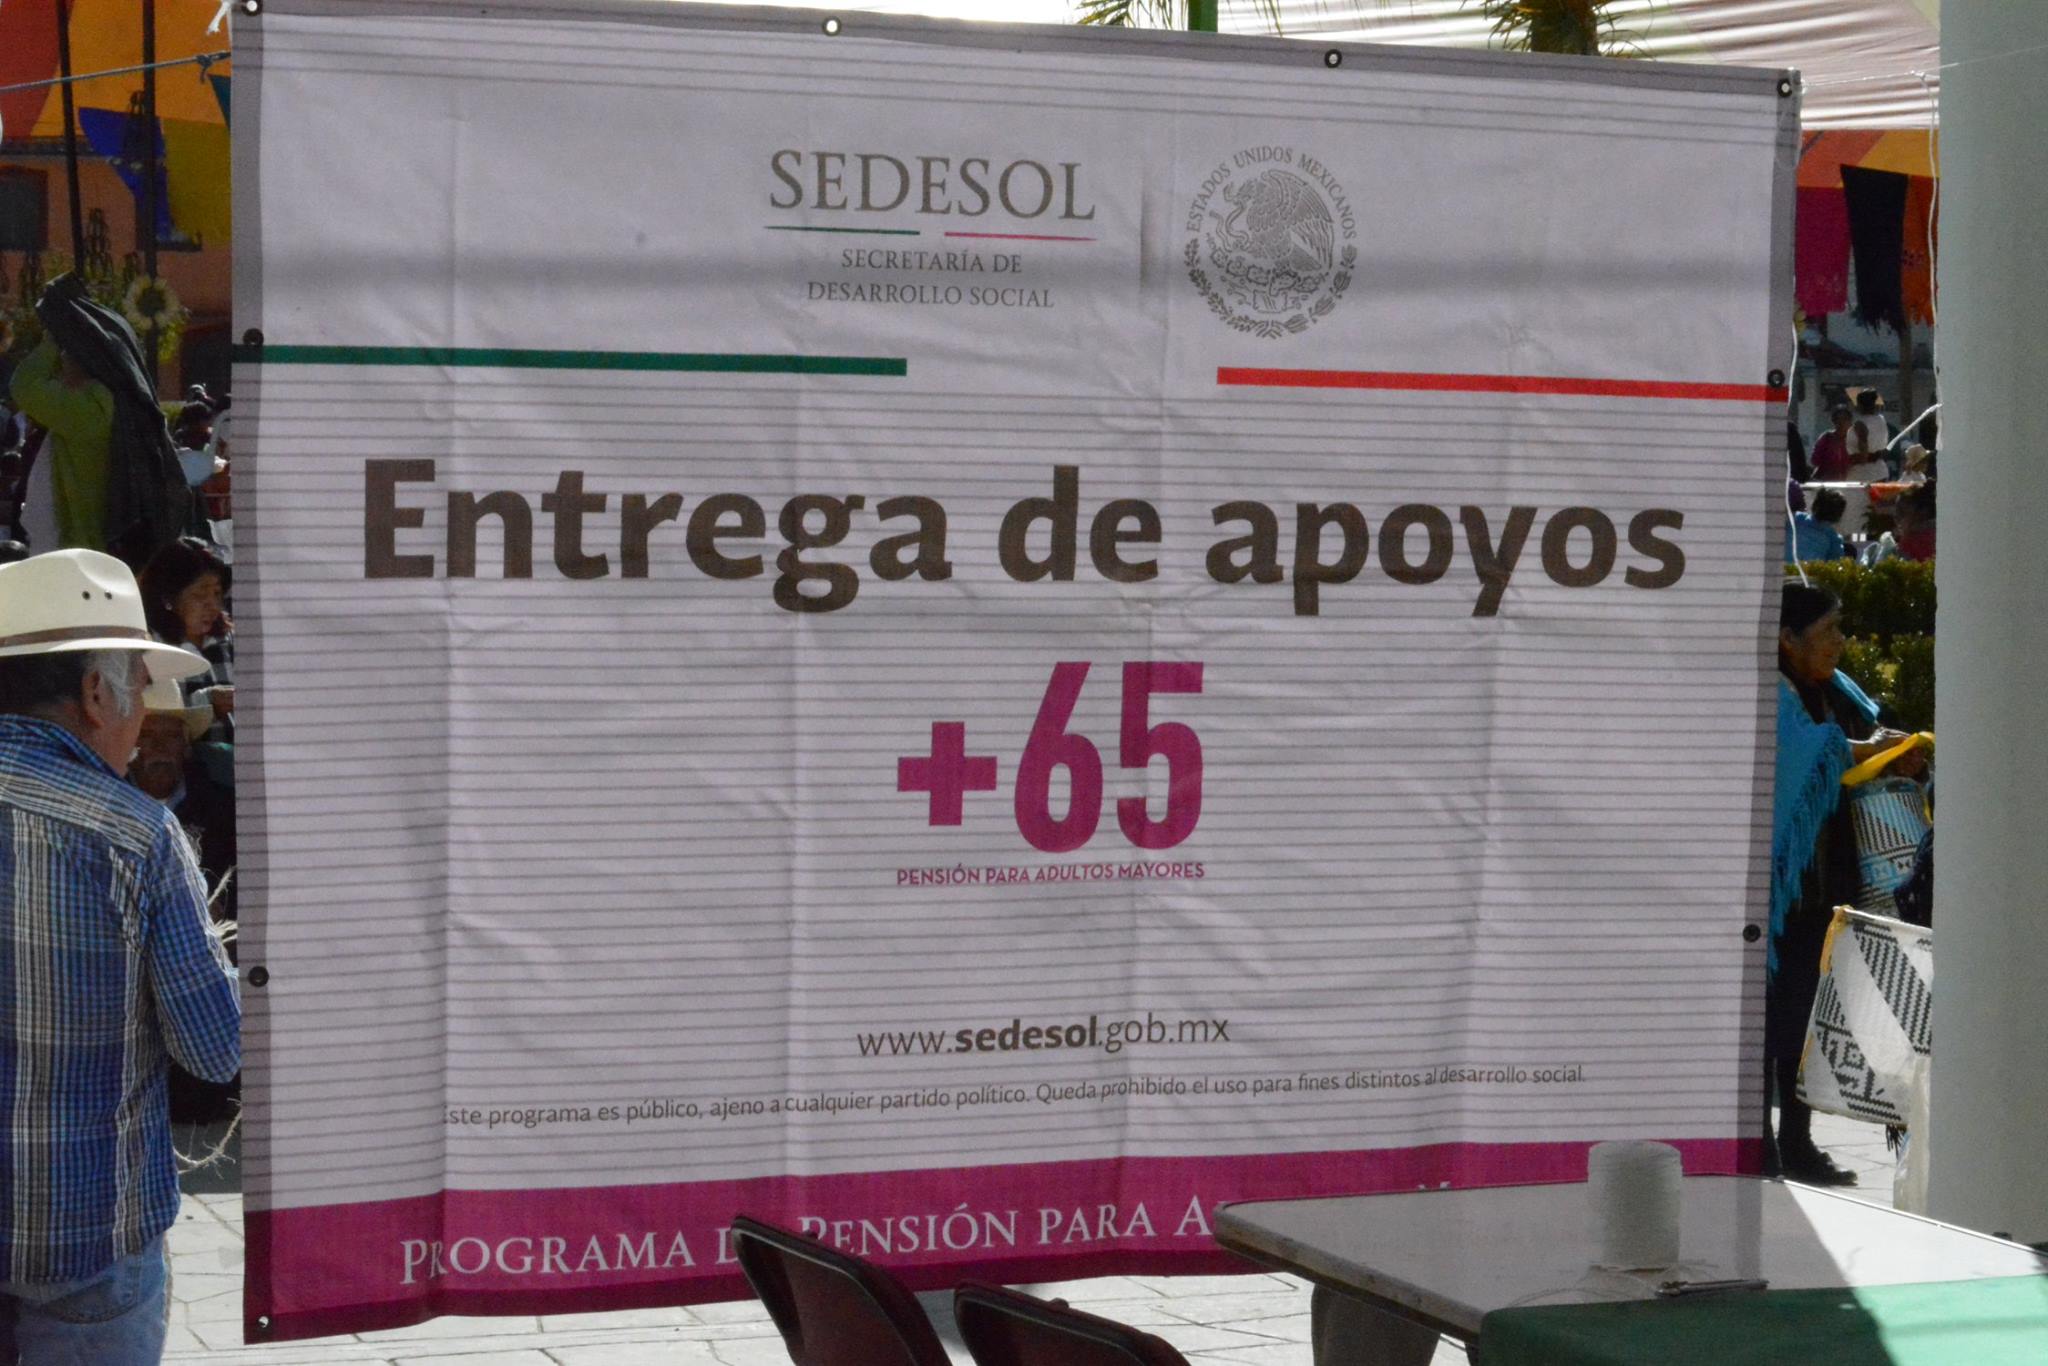 SEDESOL
SECRETARÍA DE
DESARROLLO SOCIAL
ESTADOS UNIDOS MEXICANOS
Entrega de apoyos
+65
PENSIÓN PARA ADULTOS MAYORES
www.sedesol.gob.mx
ste programa es público, ajeno a cualquier partido político. Queda prohibido el uso para fines distintos al desarrollo social.
PROGRAMA PENSIÓN PARA